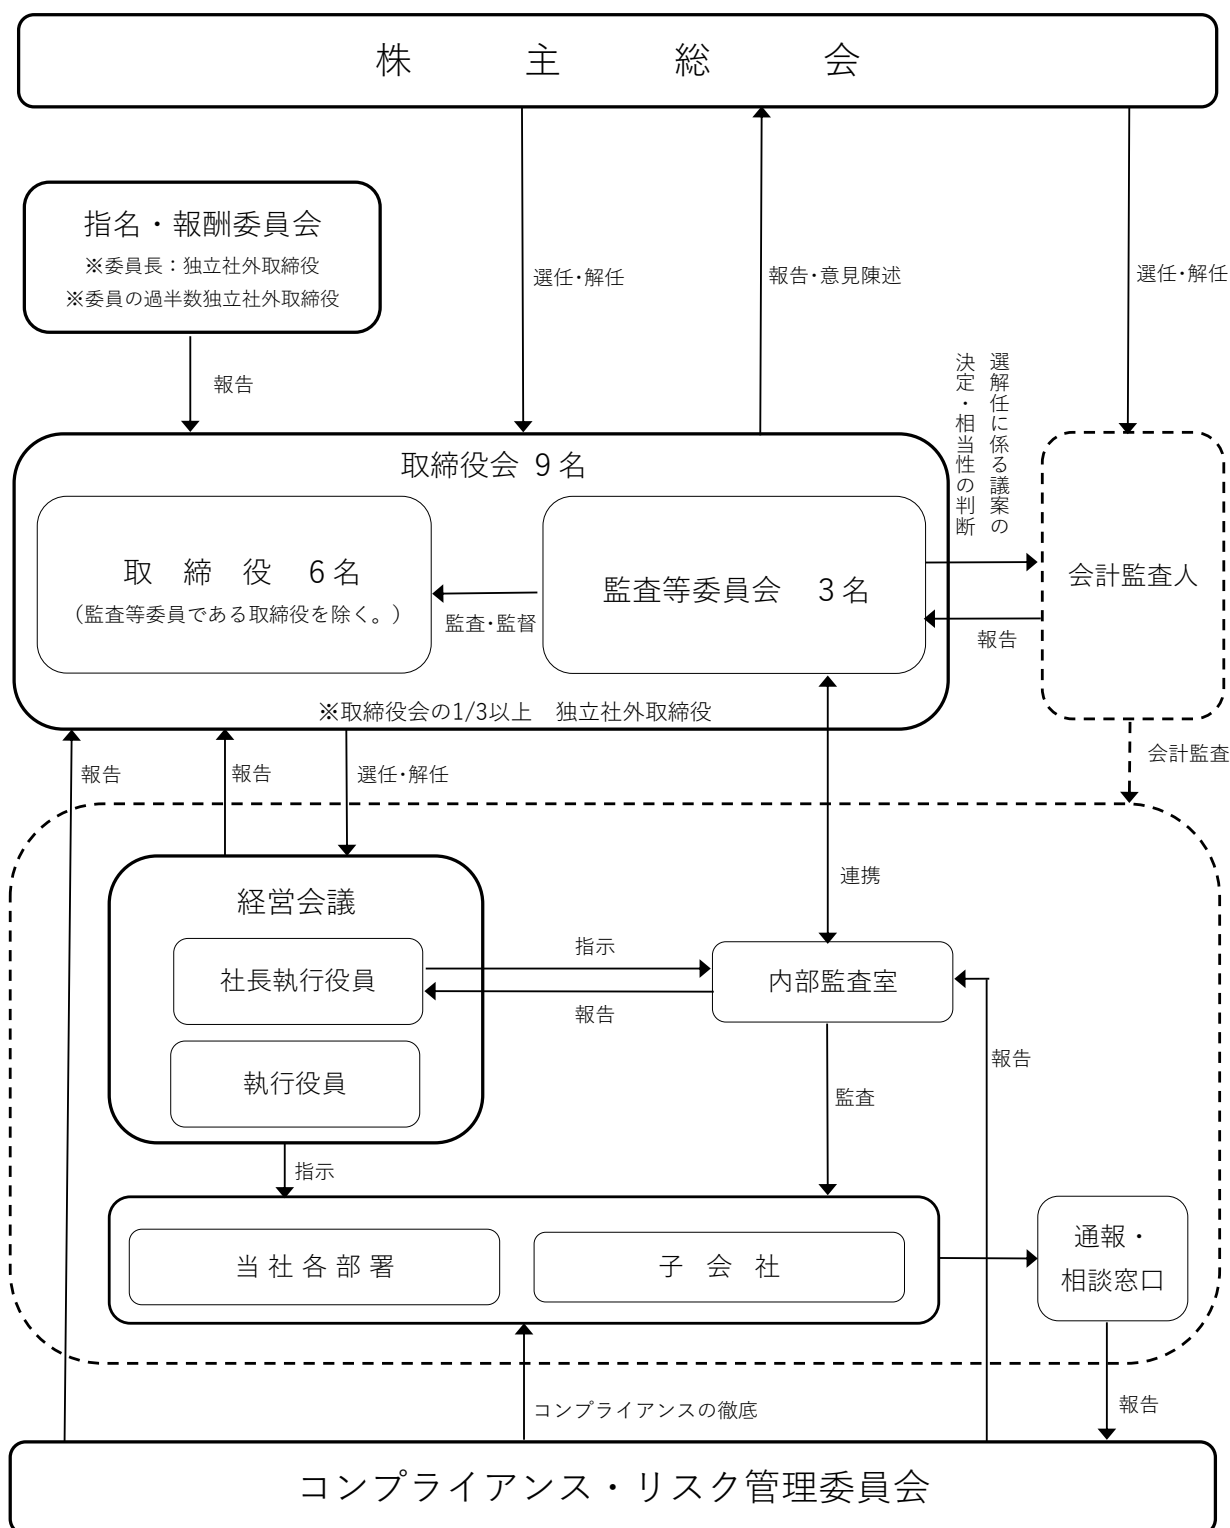 株主総会
指名・報酬委員会
※委員長：独立社外取締役
※委員の過半数独立社外取締役
選任・解任
報告・意見陳述
選任・解任
報告
選解任に係る議案の
決定・相当性の判断
取締役会 9名
取締役 6名
（監査等委員である取締役を除く。）
監査・監督
監査等委員会 3名
会計監査人
報告
※取締役会の1/3以上 独立社外取締役
報告
報告
選任・解任
会計監査
連携
経営会議
社長執行役員
執行役員
指示
報告
内部監査室
報告
監査
指示
当社各部署
子会社
通報・
相談窓口
コンプライアンスの徹底
報告
コンプライアンス・リスク管理委員会